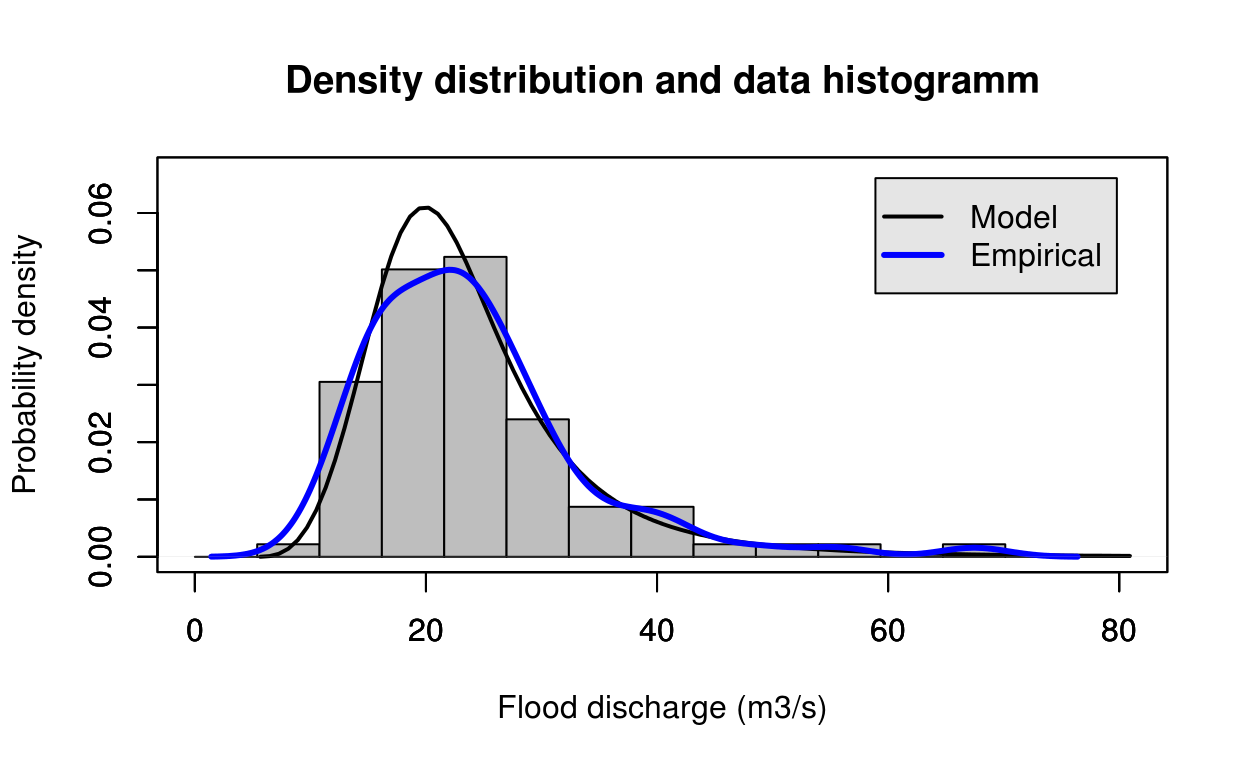 Density distribution and data histogramm
Probability density
0.06
0.04
0.02
0.00
Model
Empirical
0 20 40 60 80
Flood discharge (m3/s)